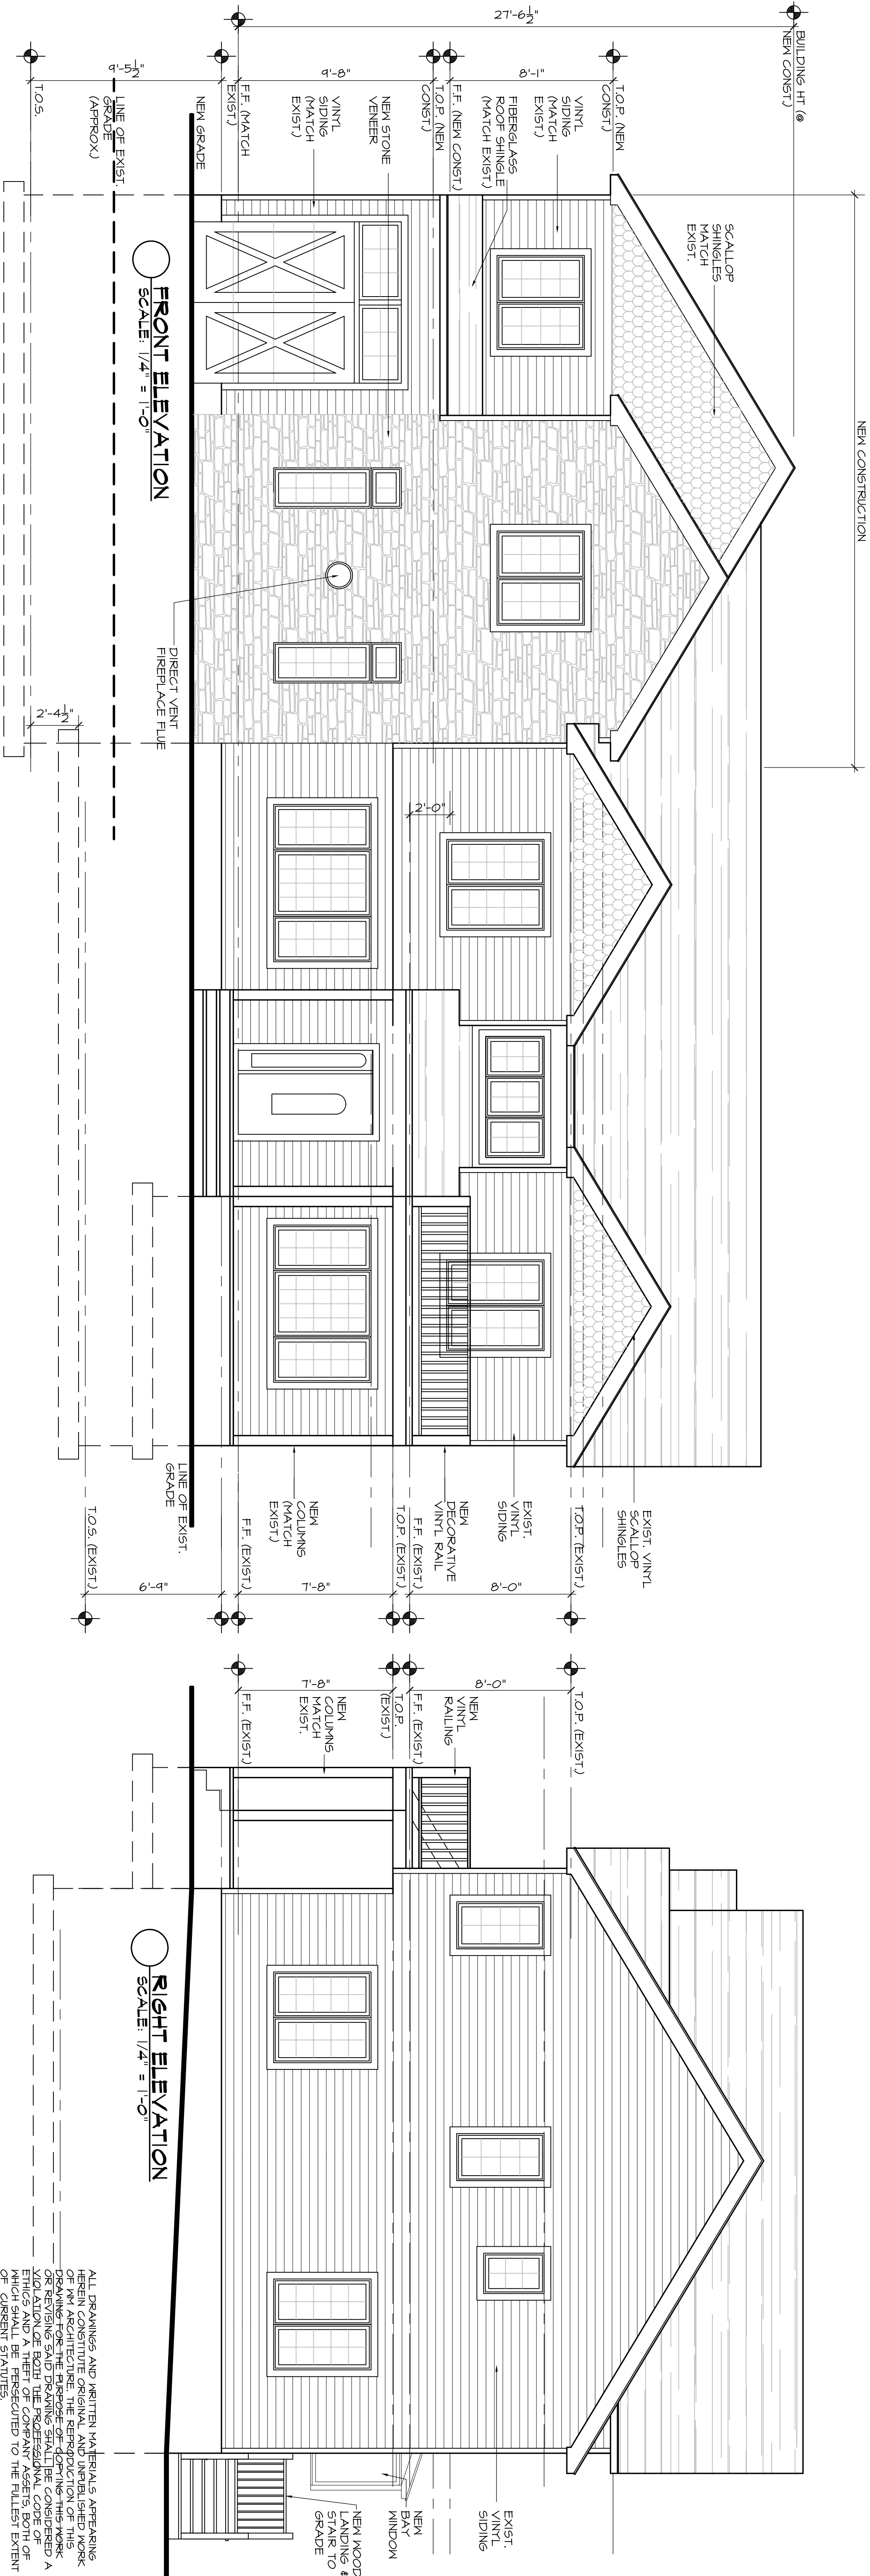 BUILDING HT (@
NEW CONST.)
27'-6½"
NEW CONSTRUCTION
T.O.P. (NEW
CONST.)
8'-1"
F.F. (NEW CONST.)
T.O.P. (NEW
CONST.)
9'-8"
F.F. (MATCH
EXIST.)
NEW GRADE
9'-5½"
LINE OF EXIST.
GRADE
(APPROX.)
T.O.S.
SCALLOP
SHINGLES
MATCH
EXIST.
VINYL
SIDING
(MATCH
EXIST.)
FIBERGLASS
ROOF SHINGLE
(MATCH EXIST.)
NEW STONE
VENEER
VINYL
SIDING
(MATCH
EXIST.)
FRONT ELEVATION
SCALE: 1/4" = 1'-0"
DIRECT VENT
FIREPLACE FLUE
2'-4½"
2'-0"
EXIST. VINYL
SCALLOP
SHINGLES
T.O.P. (EXIST.)
EXIST.
VINYL
SIDING
NEW
DECORATIVE
VINYL RAIL
F.F. (EXIST.)
T.O.P. (EXIST.)
NEW
COLUMNS
(MATCH
EXIST.)
F.F. (EXIST.)
LINE OF EXIST.
GRADE
T.O.S. (EXIST.)
8'-0"
7'-8"
6'-9"
T.O.P. (EXIST.)
8'-0"
NEW
VINYL
RAILING
F.F. (EXIST.)
T.O.P.
(EXIST.)
7'-8"
NEW
COLUMNS
MATCH
EXIST.
F.F. (EXIST.)
RIGHT ELEVATION
SCALE: 1/4" = 1'-0"
EXIST.
VINYL
SIDING
NEW
BAY
WINDOW
NEW WOOD
LANDING &
STAIR TO
GRADE
ALL DRAWINGS AND WRITTEN MATERIALS APPEARING
HEREIN CONSTITUTE ORIGINAL AND UNPUBLISHED WORK
OF WM ARCHITECTURE. THE REPRODUCTION OF THIS
DRAWING FOR THE PURPOSE OF COPYING THIS WORK
OR REVISING SAID DRAWING SHALL BE CONSIDERED A
VIOLATION OF BOTH THE PROFESSIONAL CODE OF
ETHICS AND A THEFT OF COMPANY ASSETS, BOTH OF
WHICH SHALL BE PERSECUTED TO THE FULLEST EXTENT
OF CURRENT STATUTES.